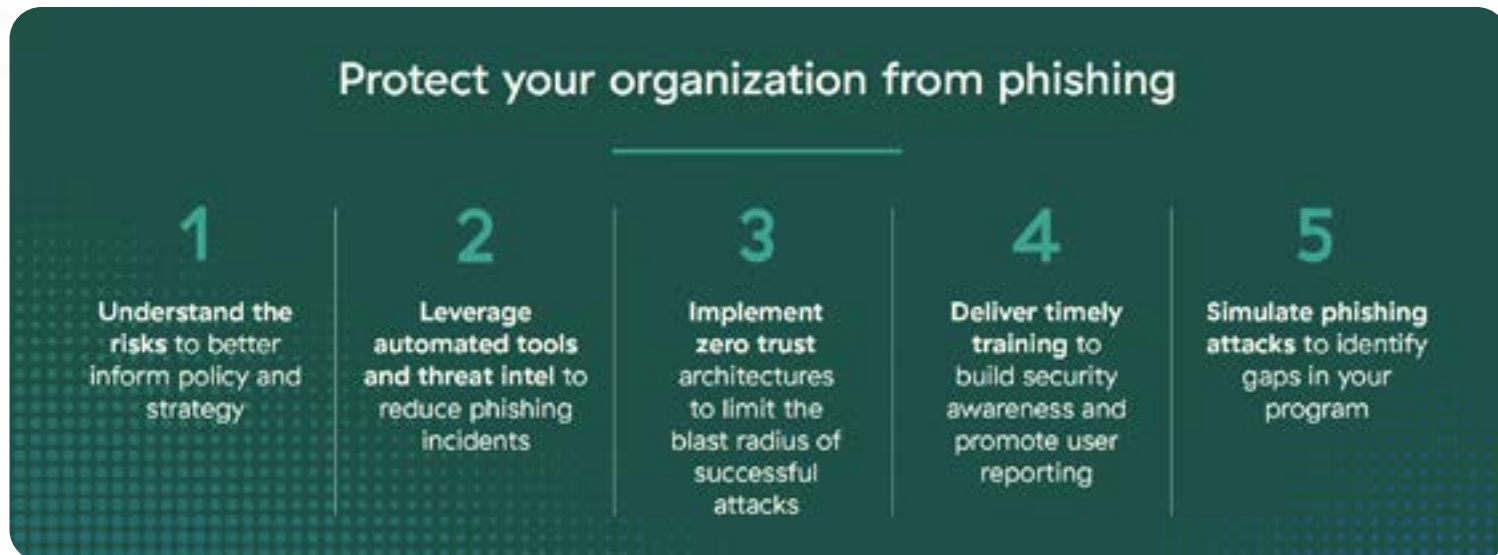 Protect your organization from phishing
1
Understand the
risks to better
inform policy and
strategy
2
Leverage
automated tools
and threat intel to
reduce phishing
incidents
3
Implement
zero trust
architectures
to limit the
blast radius of
successful
attacks
4
Deliver timely
training to
build security
awareness and
promote user
reporting
5
Simulate phishing
attacks to identify
gaps in your
program